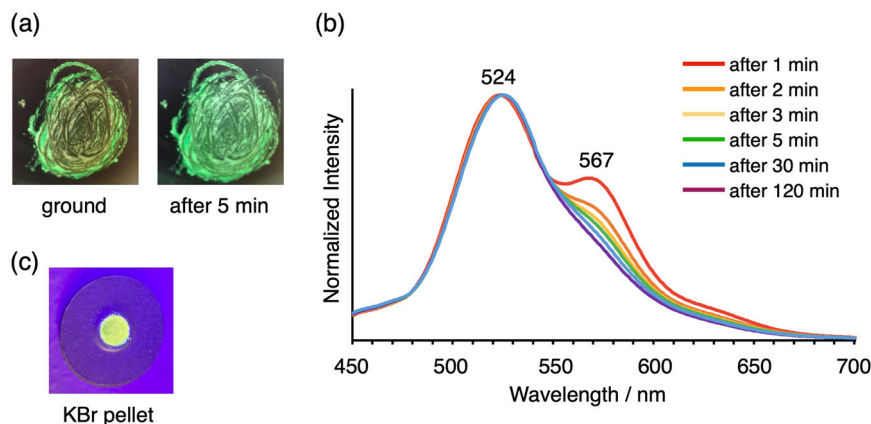 (a)
ground
after 5 min
(b)
524
567
after 1 min
after 2 min
after 3 min
after 5 min
after 30 min
after 120 min
Normalized Intensity
450
500
550
600
650
700
Wavelength / nm
(c)
KBr pellet